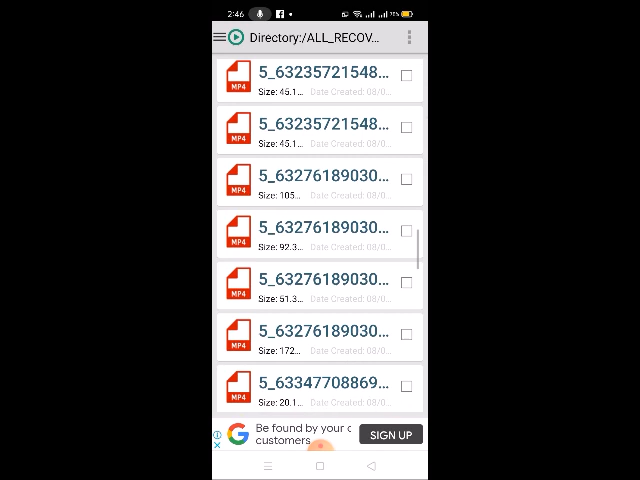 2:46 78%
Directory:/ALL_RECOV...
5_63235721548...
MP4 Size: 45.1... Date Created: 08/0...
5_63235721548...
MP4 Size: 45.1... Date Created: 08/0...
5_63276189030...
MP4 Size: 105... Date Created: 08/0...
5_63276189030...
MP4 Size: 92.3... Date Created: 08/0...
5_63276189030...
MP4 Size: 51.3... Date Created: 08/0...
5_63276189030...
MP4 Size: 172... Date Created: 08/0...
5_63347708869...
MP4 Size: 20.1... Date Created: 08/0...
Be found by your
customers
SIGN UP